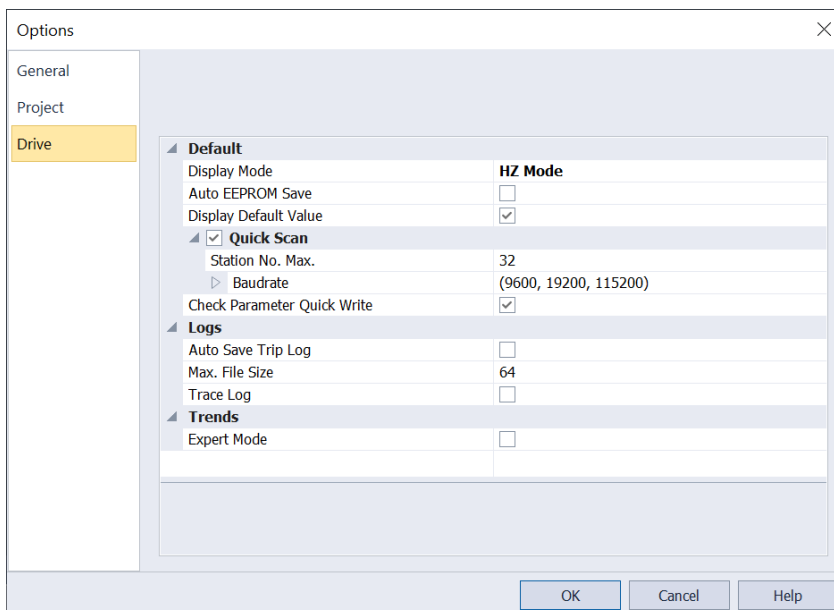 Options
General
Project
Drive
Default
Display Mode HZ Mode
Auto EEPROM Save
Display Default Value
Quick Scan
Station No. Max. 32
Baudrate (9600, 19200, 115200)
Check Parameter Quick Write
Logs
Auto Save Trip Log
Max. File Size 64
Trace Log
Trends
Expert Mode
OK Cancel Help